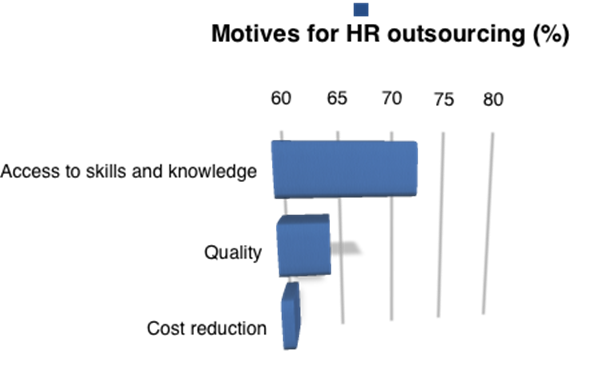 Motives for HR outsourcing (%)
60 65 70 75 80
Access to skills and knowledge
Quality
Cost reduction